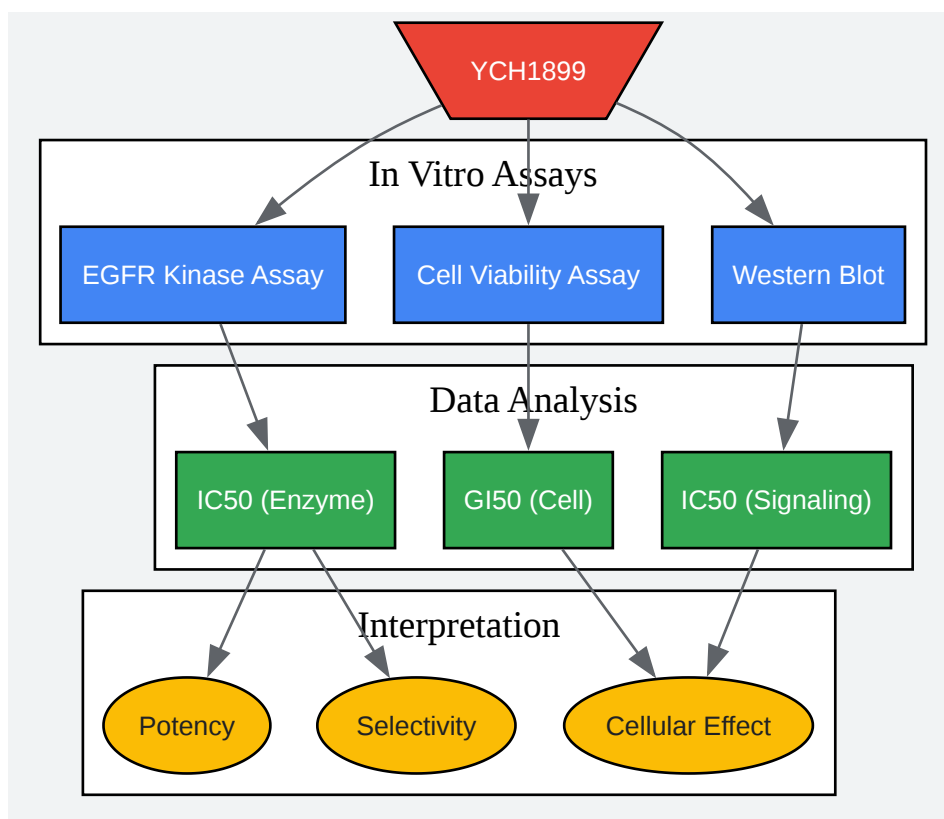 YCH1899
In Vitro Assays
EGFR Kinase Assay
Cell Viability Assay
Western Blot
Data Analysis
IC50 (Enzyme)
GI50 (Cell)
IC50 (Signaling)
Interpretation
Potency
Selectivity
Cellular Effect